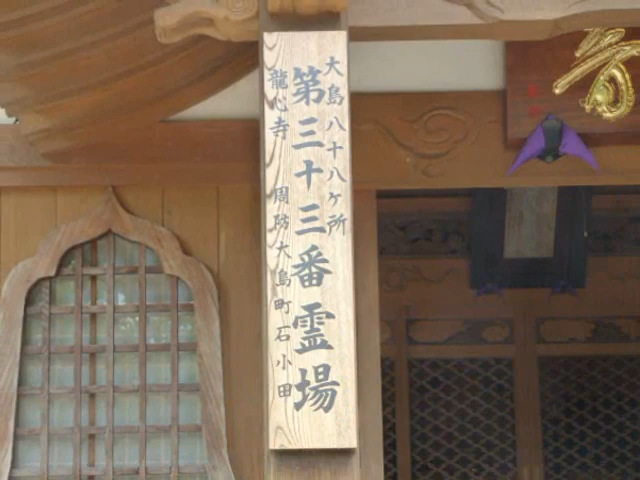 大島八十八ヶ所
第三十三番霊場
龍心寺 周防大島町石小田